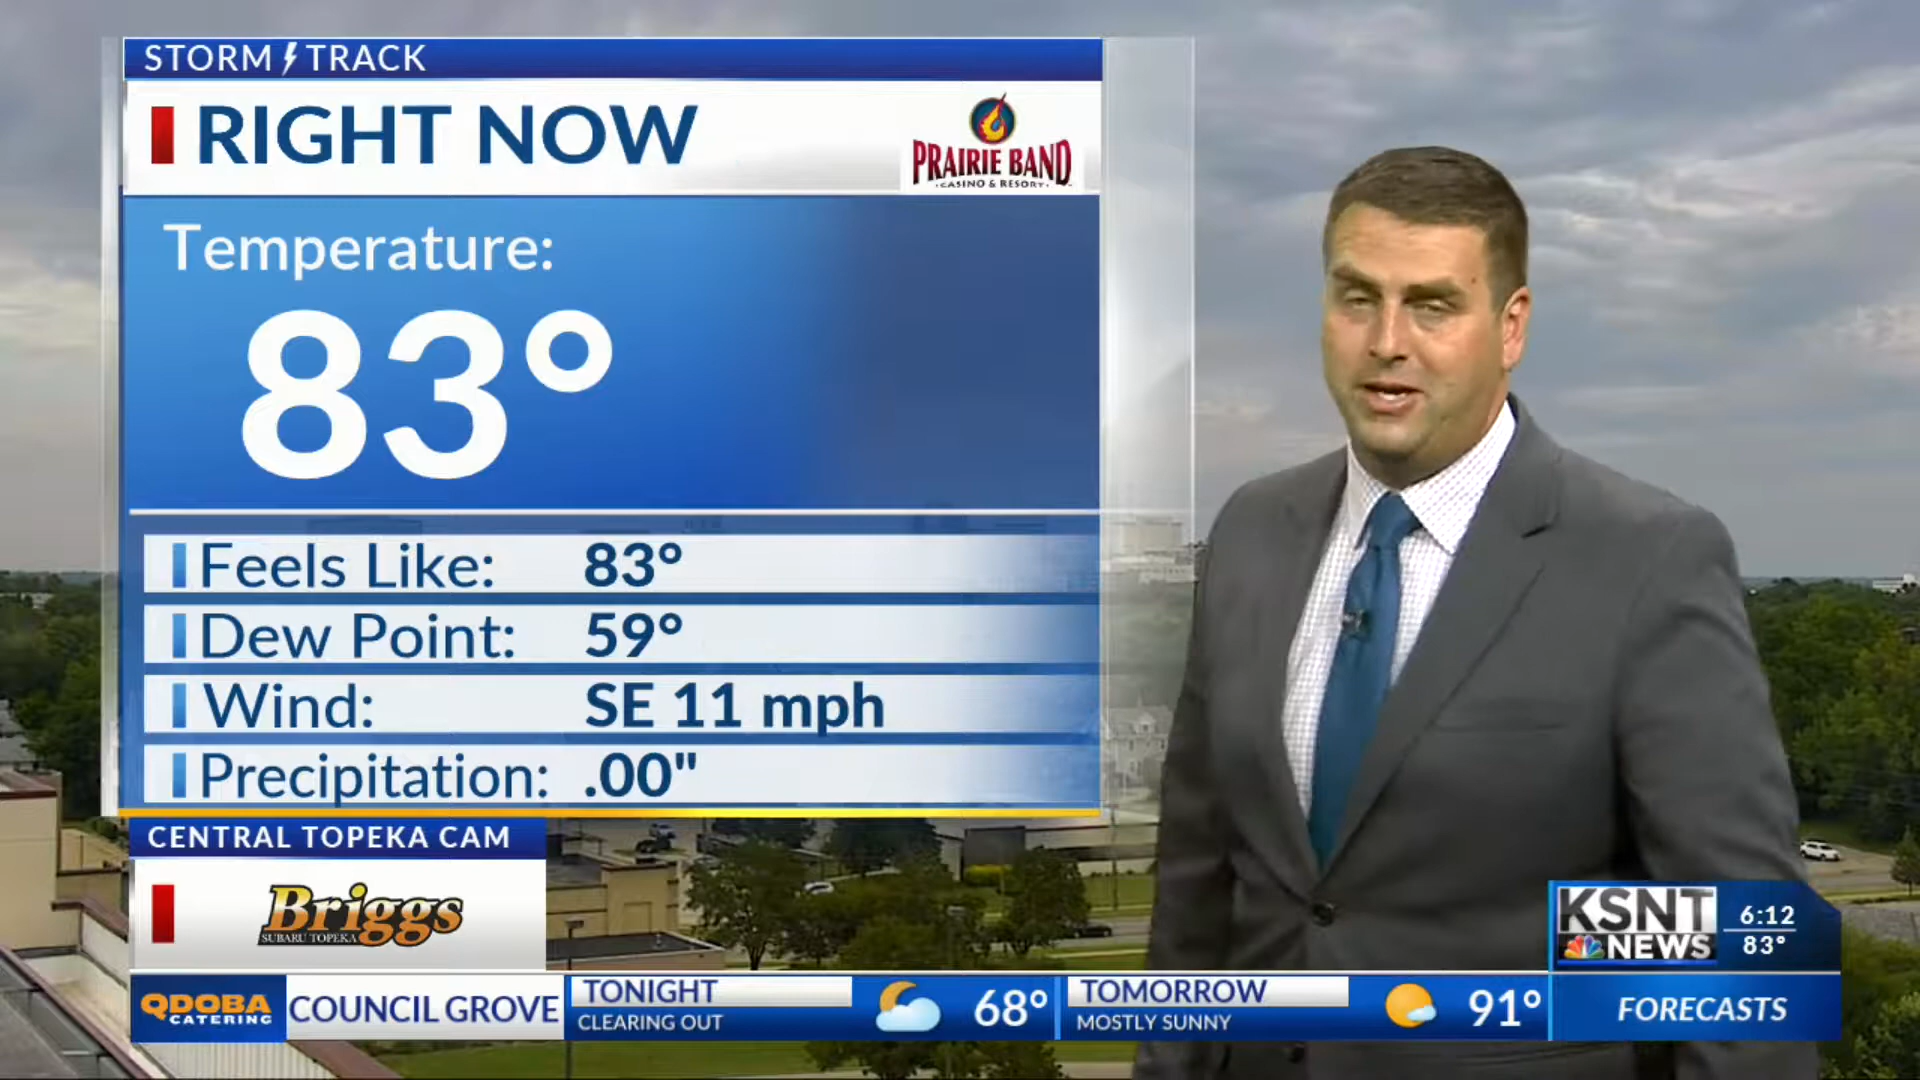 STORM TRACK
RIGHT NOW
PRAIRIE BAND
CASINO & RESORT
Temperature:
83°
Feels Like: 83°
Dew Point: 59°
Wind: SE 11 mph
Precipitation: .00"
CENTRAL TOPEKA CAM
Briggs
SUBARU TOPEKA
KSNT
NEWS
6:12
83°
QDOBA
CATERING
COUNCIL GROVE
TONIGHT
CLEARING OUT
68°
TOMORROW
MOSTLY SUNNY
91°
FORECASTS